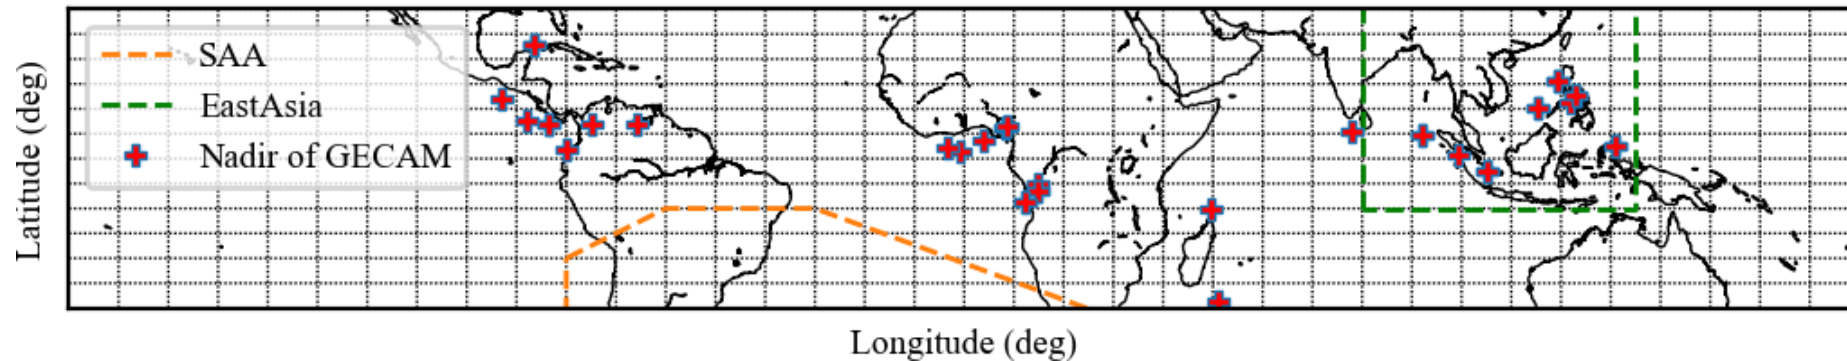 SAA
EastAsia
Nadir of GECAM
Latitude (deg)
Longitude (deg)